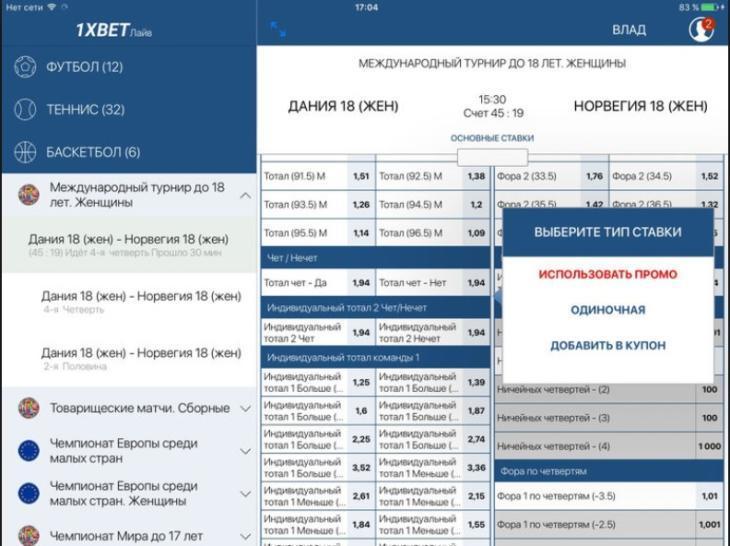 Нет сети
17:04
83 %
1XBET Лайв
ВЛАД
2
ФУТБОЛ (12)
ТЕННИС (32)
БАСКЕТБОЛ (6)
Международный турнир до 18
лет. Женщины
Дания 18 (жен) - Норвегия 18 (жен)
(45 : 19) Идёт 4-я четверть Прошло 30 мин
Дания 18 (жен) - Норвегия 18 (жен)
4-я Четверть
Дания 18 (жен) - Норвегия 18 (жен)
2-я Половина
Товарищеские матчи. Сборные
Чемпионат Европы среди
малых стран
Чемпионат Европы среди
малых стран. Женщины
Чемпионат Мира до 17 лет
МЕЖДУНАРОДНЫЙ ТУРНИР ДО 18 ЛЕТ. ЖЕНЩИНЫ
ДАНИЯ 18 (ЖЕН)
15:30
Счет 45 : 19
НОРВЕГИЯ 18 (ЖЕН)
ОСНОВНЫЕ СТАВКИ
Тотал (91.5) М 1,51 Тотал (92.5) М 1,38 Фора 2 (33.5) 1,76 Фора 2 (34.5) 1,52
Тотал (93.5) М 1,26 Тотал (94.5) М 1,2 Фора 2 (35.5) 1,42 Фора 2 (36.5) 1,32
Тотал (95.5) М 1,14 Тотал (96.5) М 1,09
Чет / Нечет
Тотал чет - Да 1,94 Тотал чет - Нет 1,94
Индивидуальный тотал 2 Чет/Нечет
Индивидуальный
тотал 2 Чет 1,94
Индивидуальный
тотал 2 Нечет 1,94
Индивидуальный тотал команды 1
Индивидуальный
тотал 1 Больше (... 1,25
Индивидуальный
тотал 1 Меньше (... 1,39
Индивидуальный
тотал 1 Больше (... 1,6
Индивидуальный
тотал 1 Больше (... 1,87
Индивидуальный
тотал 1 Больше (... 2,25
Индивидуальный
тотал 1 Больше (... 2,74
Индивидуальный
тотал 1 Больше (... 3,52
Индивидуальный
тотал 1 Меньше (... 3,36
Индивидуальный
тотал 1 Меньше (... 2,61
Индивидуальный
тотал 1 Меньше (... 2,15
Индивидуальный
тотал 1 Меньше (... 1,84
Индивидуальный
тотал 1 Меньше (... 1,55
ВЫБЕРИТЕ ТИП СТАВКИ
ИСПОЛЬЗОВАТЬ ПРОМО
ОДИНОЧНАЯ
ДОБАВИТЬ В КУПОН
Ничейных четвертей - (2) 100
Ничейных четвертей - (3) 100
Ничейных четвертей - (4) 1 000
Фора по четвертям
Фора 1 по четвертям (-3.5) 1,01
Фора 1 по четвертям (-2.5) 1,001